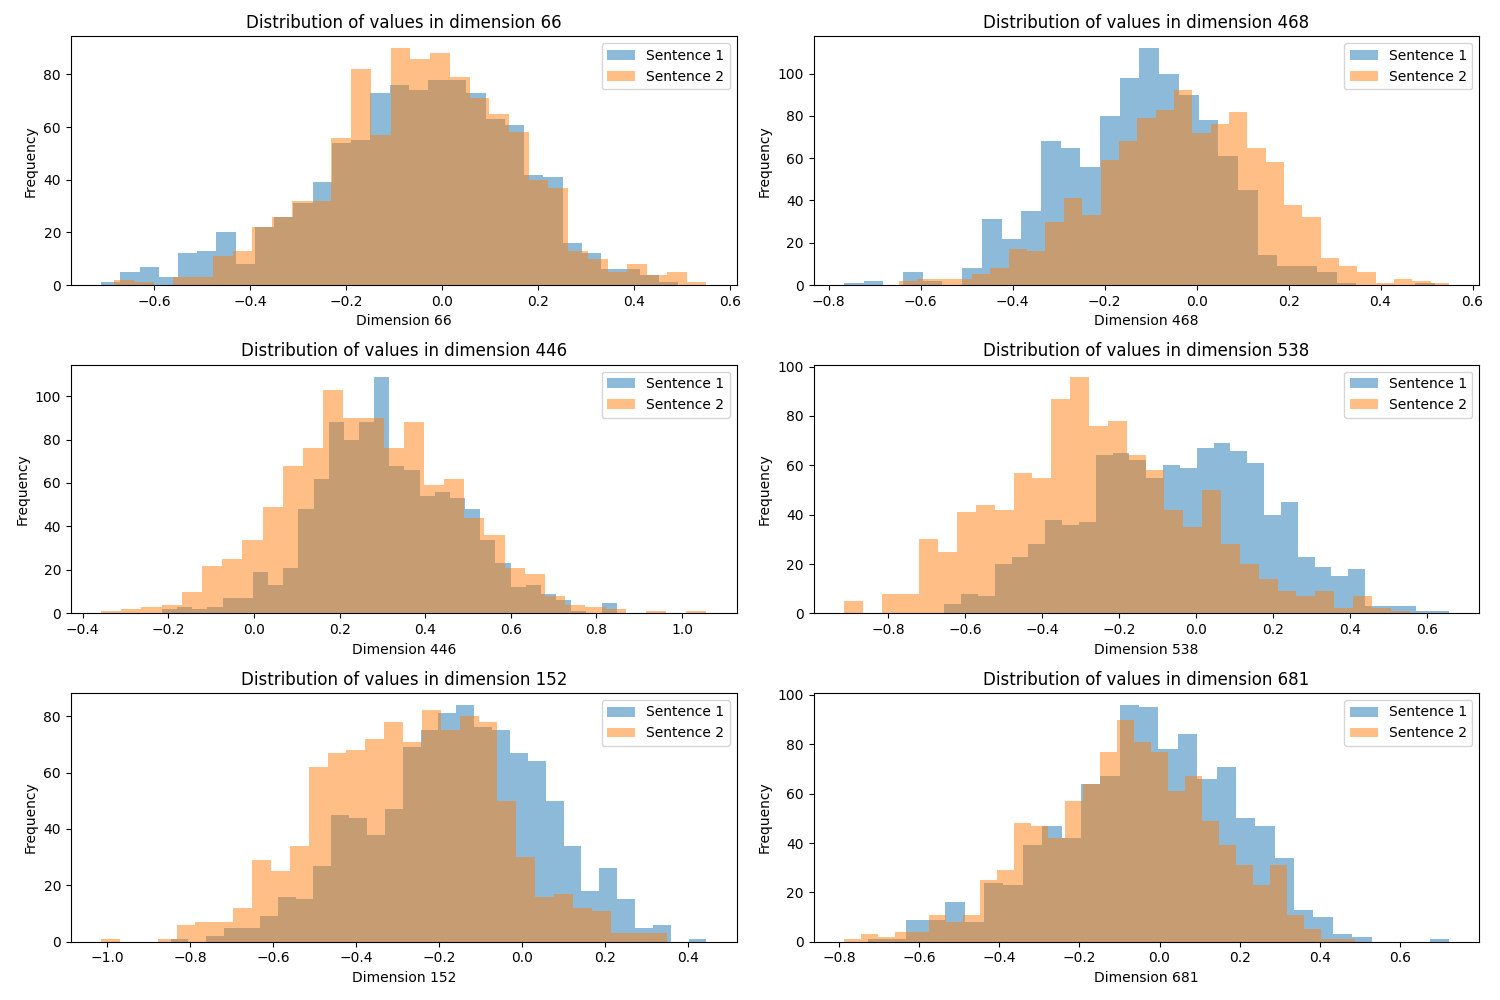 Distribution of values in dimension 66
Frequency
80
60
40
20
0
Sentence 1
Sentence 2
−0.6 −0.4 −0.2 0.0 0.2 0.4 0.6
Dimension 66
Distribution of values in dimension 468
Frequency
100
80
60
40
20
0
Sentence 1
Sentence 2
−0.8 −0.6 −0.4 −0.2 0.0 0.2 0.4 0.6
Dimension 468
Distribution of values in dimension 446
Frequency
100
80
60
40
20
0
Sentence 1
Sentence 2
−0.4 −0.2 0.0 0.2 0.4 0.6 0.8 1.0
Dimension 446
Distribution of values in dimension 538
Frequency
100
80
60
40
20
0
Sentence 1
Sentence 2
−0.8 −0.6 −0.4 −0.2 0.0 0.2 0.4 0.6
Dimension 538
Distribution of values in dimension 152
Frequency
80
60
40
20
0
Sentence 1
Sentence 2
−1.0 −0.8 −0.6 −0.4 −0.2 0.0 0.2 0.4
Dimension 152
Distribution of values in dimension 681
Frequency
100
80
60
40
20
0
Sentence 1
Sentence 2
−0.8 −0.6 −0.4 −0.2 0.0 0.2 0.4 0.6
Dimension 681